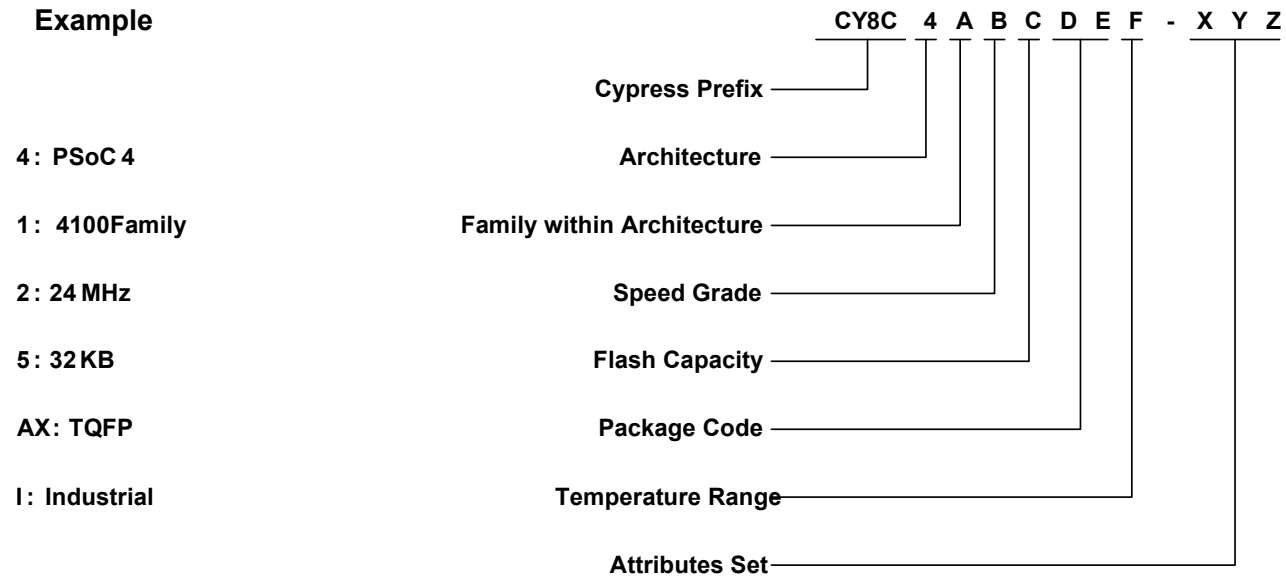 Example CY8C 4 A B C D E F - X Y Z
Cypress Prefix
4: PSoC 4 Architecture
1: 4100Family Family within Architecture
2: 24 MHz Speed Grade
5: 32 KB Flash Capacity
AX: TQFP Package Code
I: Industrial Temperature Range
Attributes Set